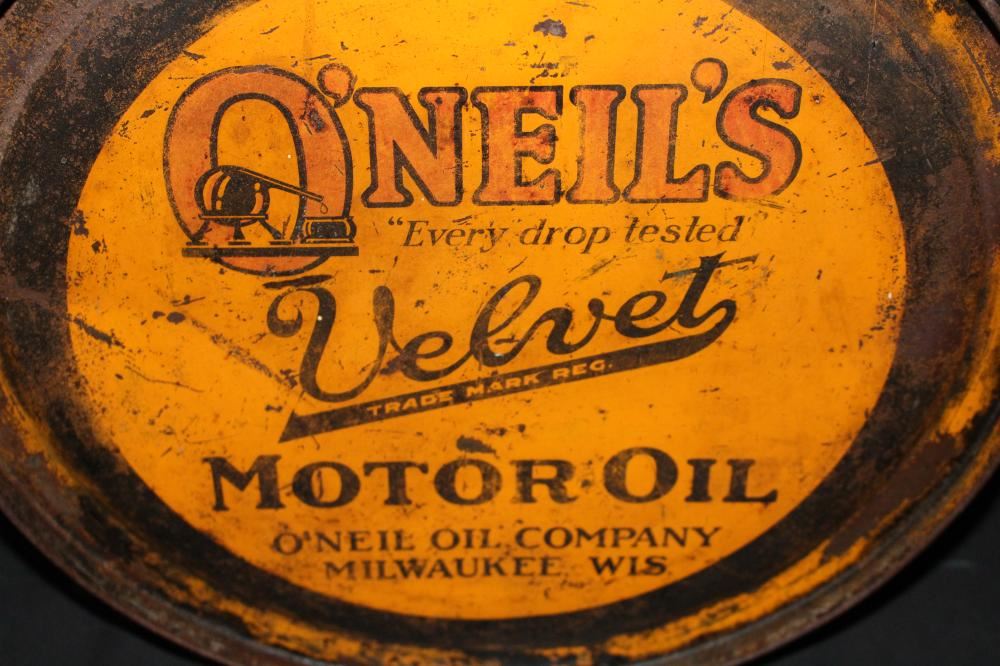 O'NEIL'S
"Every drop tested"
Velvet
TRADE MARK REG.
MOTOR OIL
O'NEIL OIL COMPANY
MILWAUKEE WIS